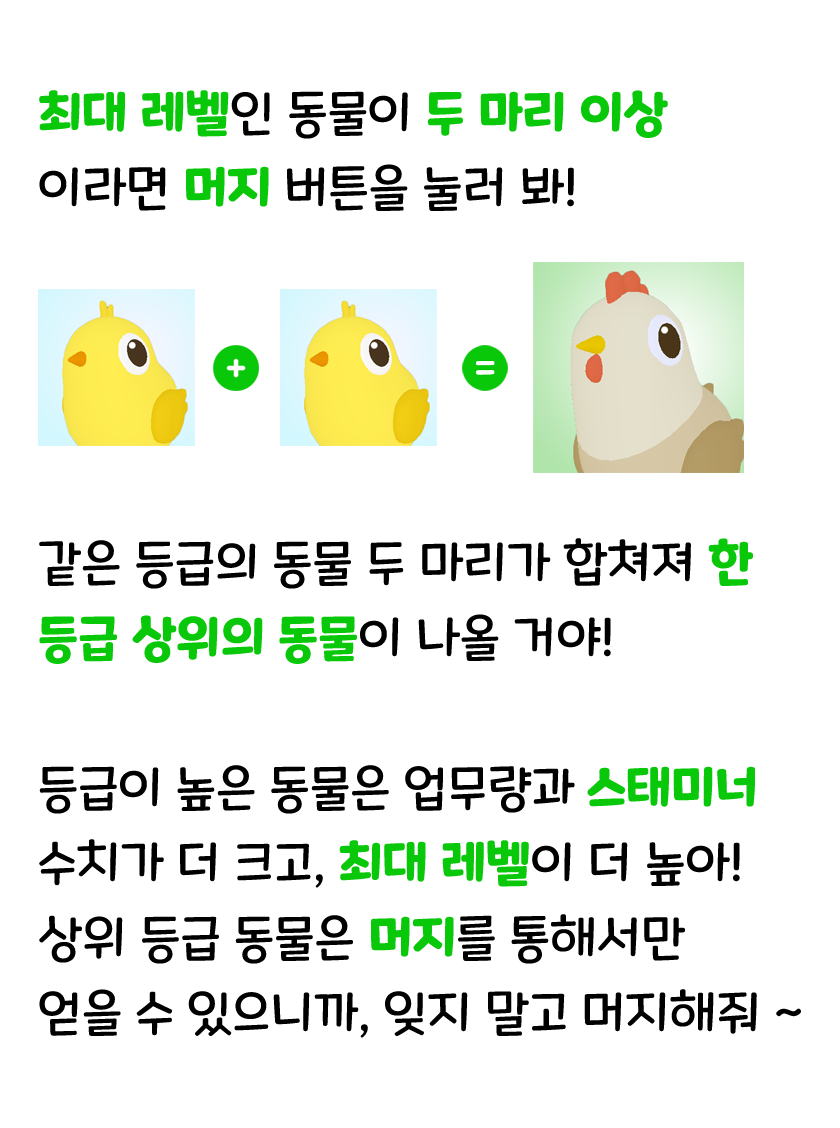 최대 레벨인 동물이 두 마리 이상
이라면 머지 버튼을 눌러 봐!
+ =
같은 등급의 동물 두 마리가 합쳐져 한
등급 상위의 동물이 나올 거야!
등급이 높은 동물은 업무량과 스태미너
수치가 더 크고, 최대 레벨이 더 높아!
상위 등급 동물은 머지를 통해서만
얻을 수 있으니까, 잊지 말고 머지해줘 ~